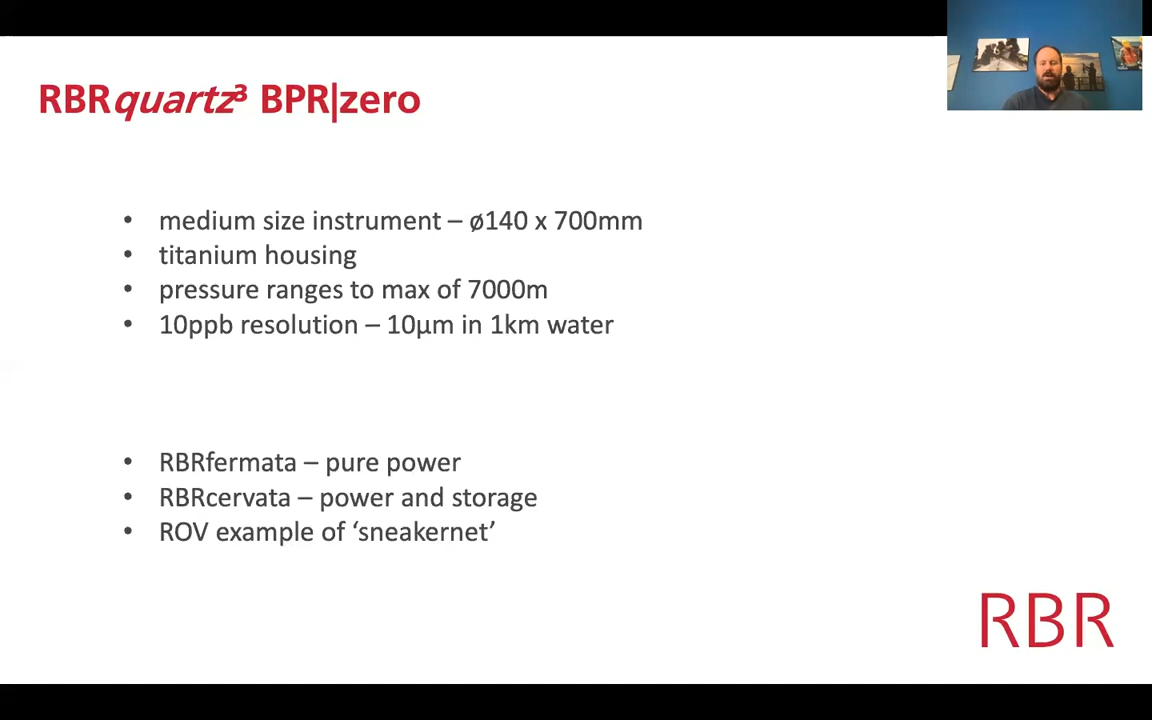 RBRquartz³ BPR|zero
• medium size instrument – ø140 x 700mm
• titanium housing
• pressure ranges to max of 7000m
• 10ppb resolution – 10µm in 1km water
• RBRfermata – pure power
• RBRcervata – power and storage
• ROV example of ‘sneakernet’
RBR